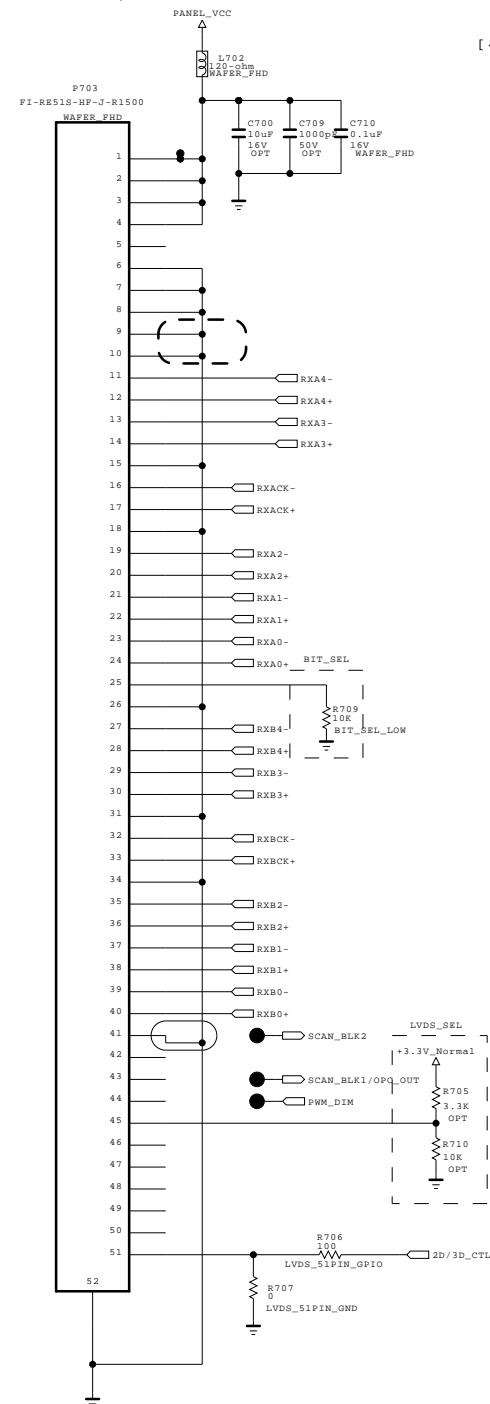 PANEL_VCC
[
L702
120-ohm
WAFER_FHD
P703
FI-RE51S-HF-J-R1500
WAFER_FHD
C700
10uF
16V
OPT
C709
1000pF
50V
OPT
C710
0.1uF
16V
WAFER_FHD
1
2
3
4
5
6
7
8
9
10
11 RXA4-
12 RXA4+
13 RXA3-
14 RXA3+
15
16 RXACK-
17 RXACK+
18
19 RXA2-
20 RXA2+
21 RXA1-
22 RXA1+
23 RXA0-
24 RXA0+
BIT_SEL
25
R709
10K
BIT_SEL_LOW
26
27 RXB4-
28 RXB4+
29 RXB3-
30 RXB3+
31
32 RXBCK-
33 RXBCK+
34
35 RXB2-
36 RXB2+
37 RXB1-
38 RXB1+
39 RXB0-
40 RXB0+
41 SCAN_BLK2
42
43 SCAN_BLK1/OPC_OUT
44 PWM_DIM
LVDS_SEL
+3.3V_Normal
R705
3.3K
OPT
45
R710
10K
OPT
46
47
48
49
50
51
R706
100
LVDS_51PIN_GPIO
2D/3D_CTL
R707
0
LVDS_51PIN_GND
52